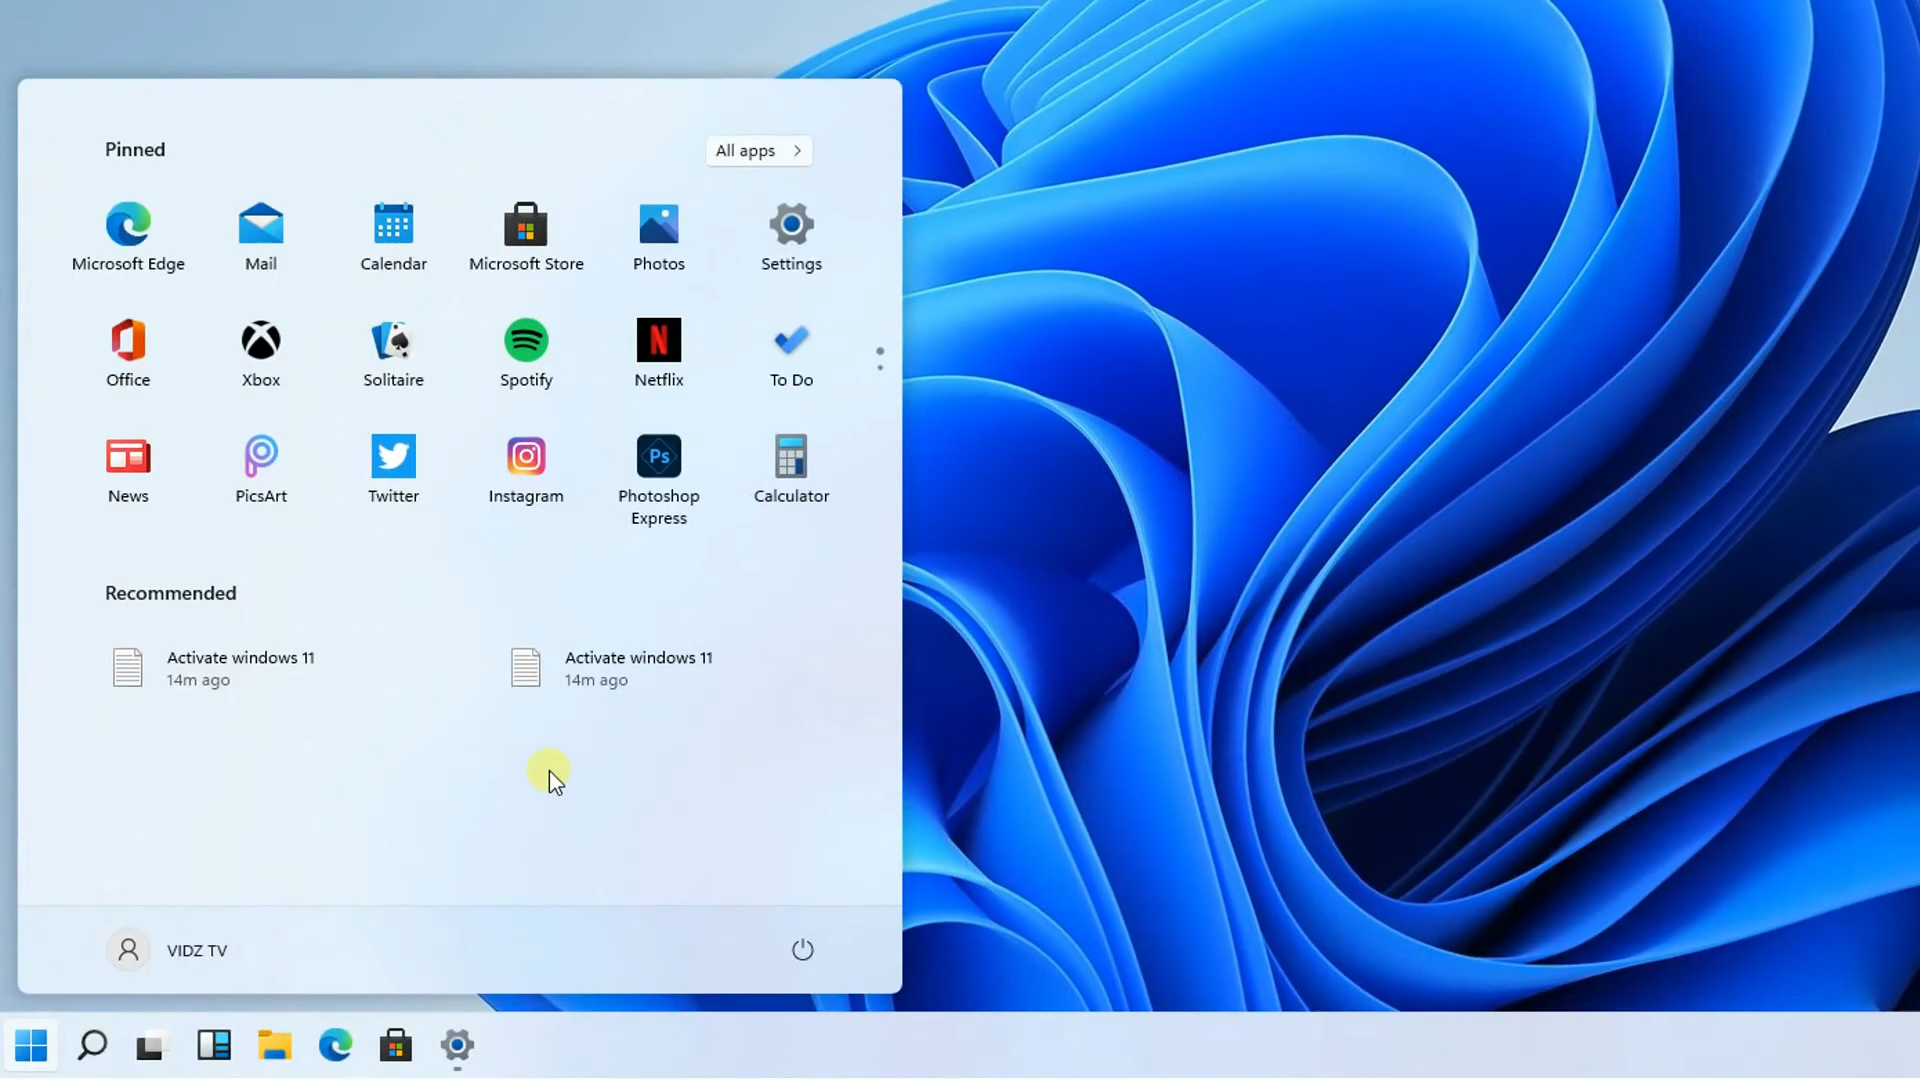 Pinned
All apps
Microsoft Edge
Mail
Calendar
Microsoft Store
Photos
Settings
Office
Xbox
Solitaire
Spotify
N
Netflix
To Do
News
PicsArt
Twitter
Instagram
Ps
Photoshop
Express
Calculator
Recommended
Activate windows 11
14m ago
Activate windows 11
14m ago
VIDZ TV